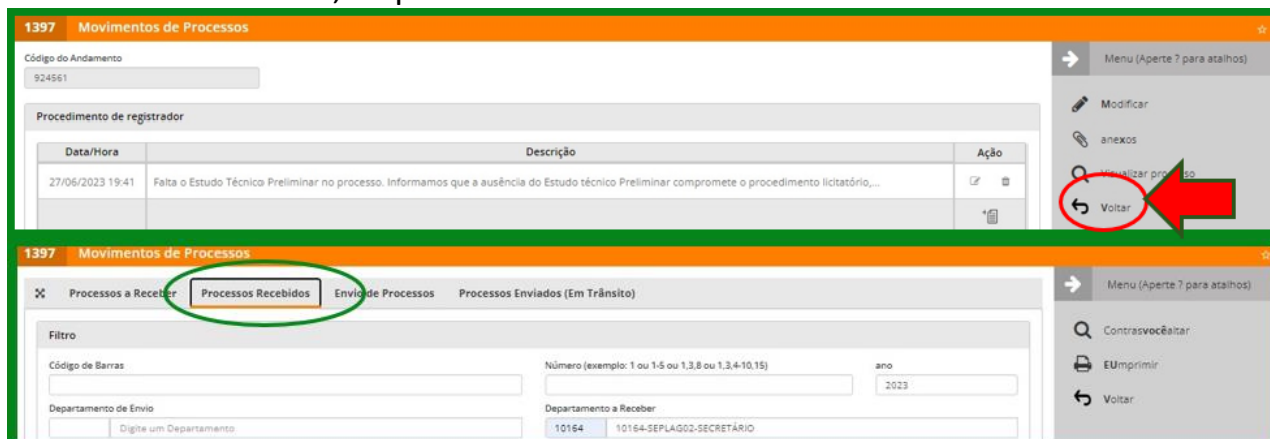 1397 Movimentos de Processos
Código do Andamento
924561
Menu (Aperte ? para atalhos)
Procedimento de registrador
Modificar
anexos
Data/Hora Descrição Ação
27/06/2023 19:41 Falta o Estudo Técnico Preliminar no processo. Informamos que a ausência do Estudo técnico Preliminar compromete o procedimento licitatório,...
Visualizar processo
Voltar
1397 Movimentos de Processos
Processos a Receber Processos Recebidos Envio de Processos Processos Enviados (Em Trânsito)
Menu (Aperte ? para atalhos)
Filtro
Contrasvocêaltar
Código de Barras Número (exemplo: 1 ou 1-5 ou 1,3,8 ou 1,3,4-10,15) ano
EUmprimir
2023
Voltar
Departamento de Envio Departamento a Receber
Digite um Departamento 10164 10164-SEPLAG02-SECRETÁRIO